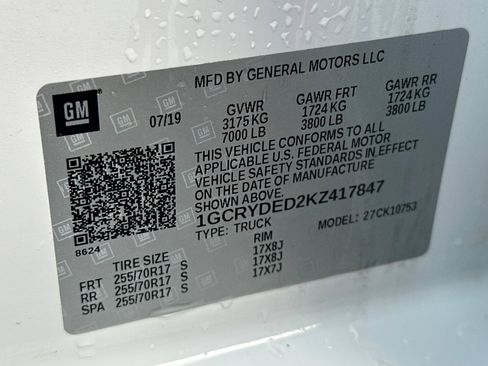 MFD BY GENERAL MOTORS LLC
GM
07/19
GVWR GAWR FRT GAWR RR
3175 KG 1724 KG 1724 KG
7000 LB 3800 LB 3800 LB
THIS VEHICLE CONFORMS TO ALL
APPLICABLE U.S. FEDERAL MOTOR
VEHICLE SAFETY STANDARDS IN
EFFECT ON THE DATE OF
MANUFACTURE SHOWN ABOVE.
1GCRYDED2KZ417847
TYPE: TRUCK MODEL: 27CK10753
8624
TIRE SIZE RIM
FRT 255/70R17 S 17X8J
RR 255/70R17 S 17X8J
SPA 255/70R17 S 17X7J